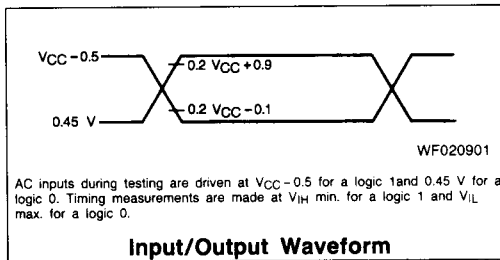 VCC−0.5
0.2 VCC+0.9
0.2 VCC−0.1
0.45 V
WF020901
AC inputs during testing are driven at VCC−0.5 for a logic 1and 0.45 V for a
logic 0. Timing measurements are made at VIH min. for a logic 1 and VIL
max. for a logic 0.
Input/Output Waveform